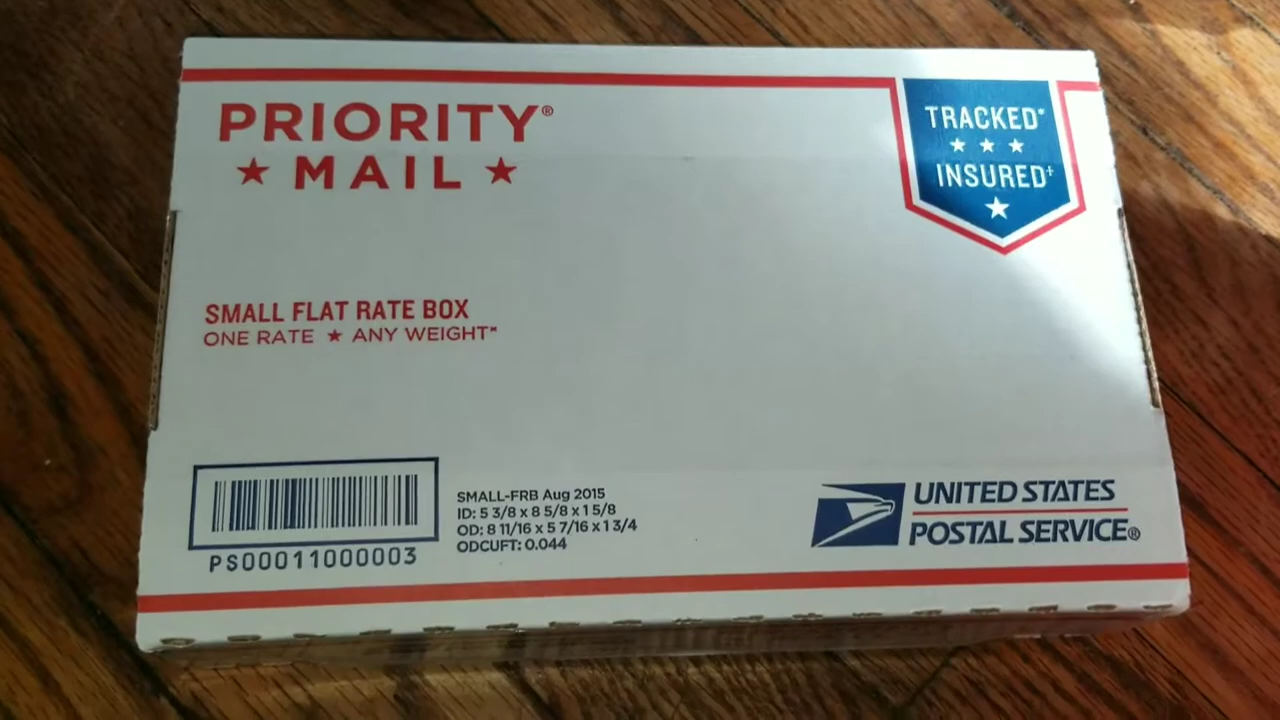 PRIORITY®
★ MAIL ★
TRACKED*
★ ★ ★
INSURED+
★
SMALL FLAT RATE BOX
ONE RATE ★ ANY WEIGHT*
PS00011000003
SMALL-FRB Aug 2015
ID: 5 3/8 x 8 5/8 x 1 5/8
OD: 8 11/16 x 5 7/16 x 1 3/4
ODCUFT: 0.044
UNITED STATES
POSTAL SERVICE®